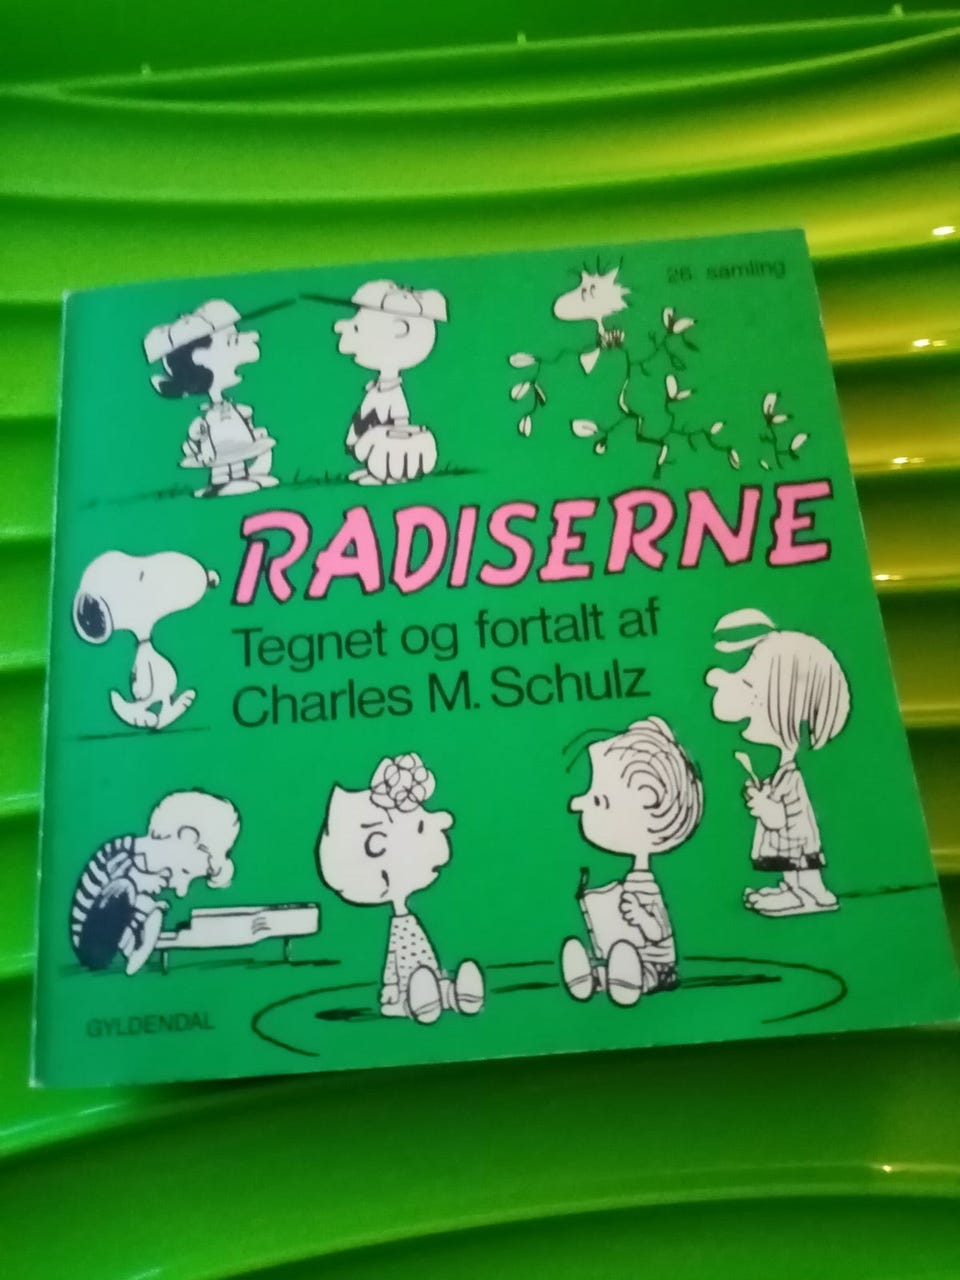 26. samling
RADISERNE
Tegnet og fortalt af
Charles M. Schulz
GYLDENDAL